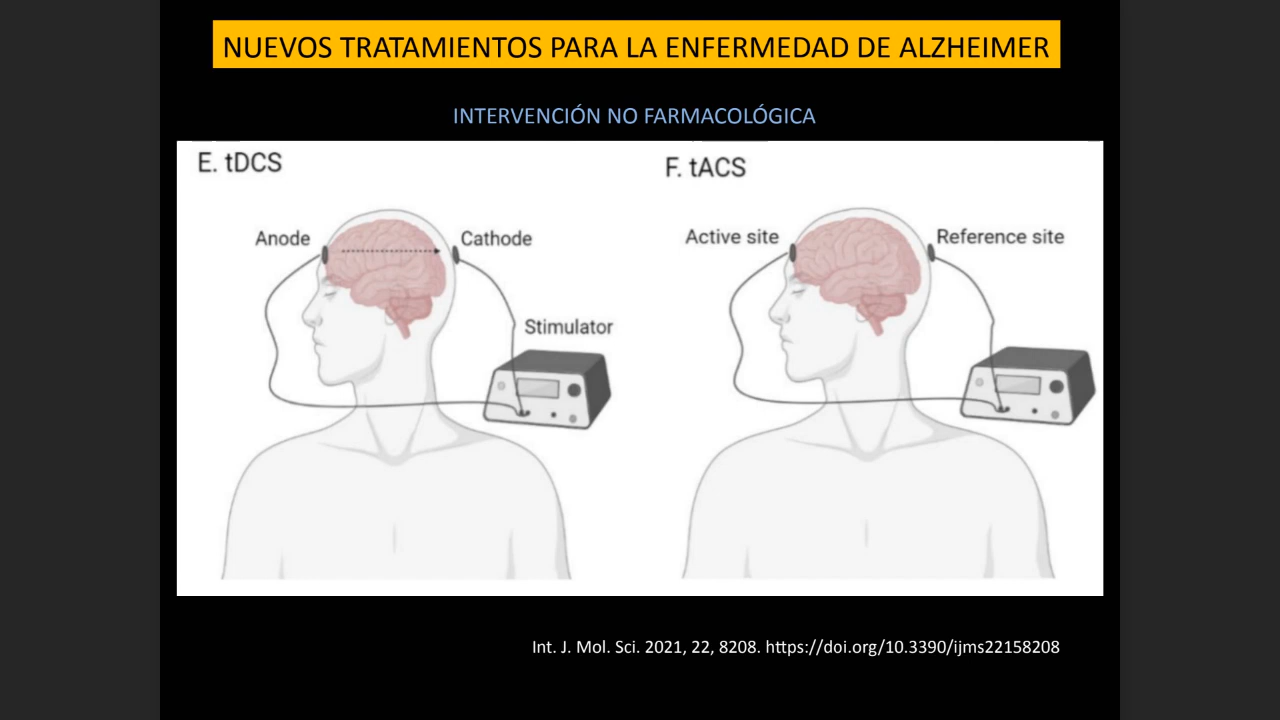 NUEVOS TRATAMIENTOS PARA LA ENFERMEDAD DE ALZHEIMER
INTERVENCIÓN NO FARMACOLÓGICA
E. tDCS
Anode
Cathode
Stimulator
F. tACS
Active site
Reference site
Int. J. Mol. Sci. 2021, 22, 8208. https://doi.org/10.3390/ijms22158208